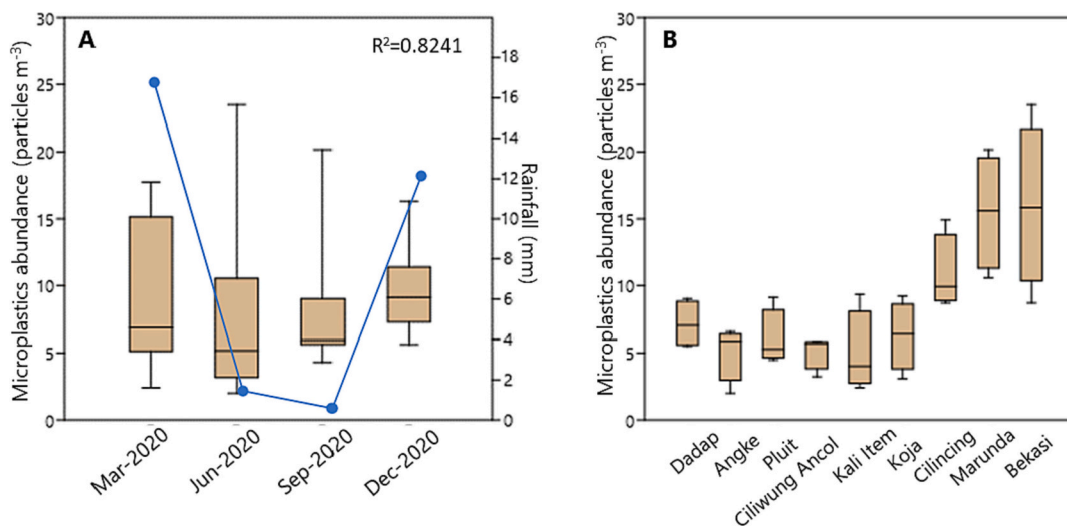 A
R²=0.8241
Microplastics abundance (particles m⁻³)
30
25
20
15
10
5
0
18
16
14
12
10
8
6
4
2
0
Rainfall (mm)
Mar-2020
Jun-2020
Sep-2020
Dec-2020
B
Microplastics abundance (particles m⁻³)
30
25
20
15
10
5
0
Dadap
Angke
Pluit
Ciliwung Ancol
Kali Item
Koja
Cilincing
Marunda
Bekasi